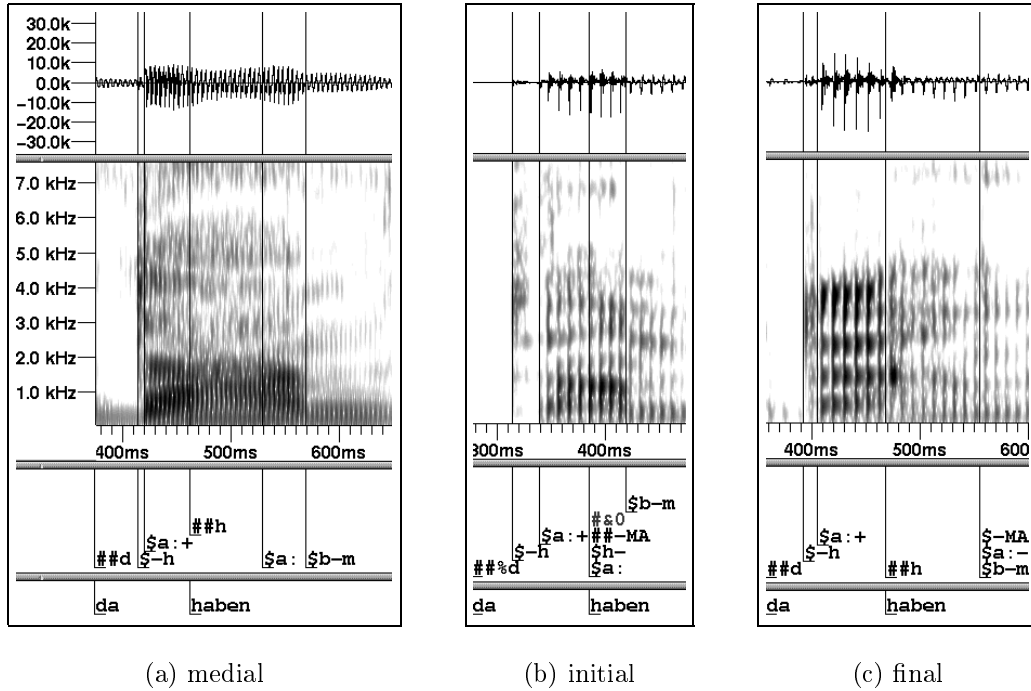 30.0k
20.0k
10.0k
0.0k
−10.0k
−20.0k
−30.0k
7.0 kHz
6.0 kHz
5.0 kHz
4.0 kHz
3.0 kHz
2.0 kHz
1.0 kHz
400ms 500ms 600ms
##h
$a:+
##d $-h $a: $b-m
da haben
(a) medial
300ms 400ms
$b-m
#&0
$a:+ ##-MA
$-h $h-
##%d $a:
da haben
(b) initial
400ms 500ms 600
$a:+ $-MA
$-h $a:-
##d ##h $b-m
da haben
(c) final